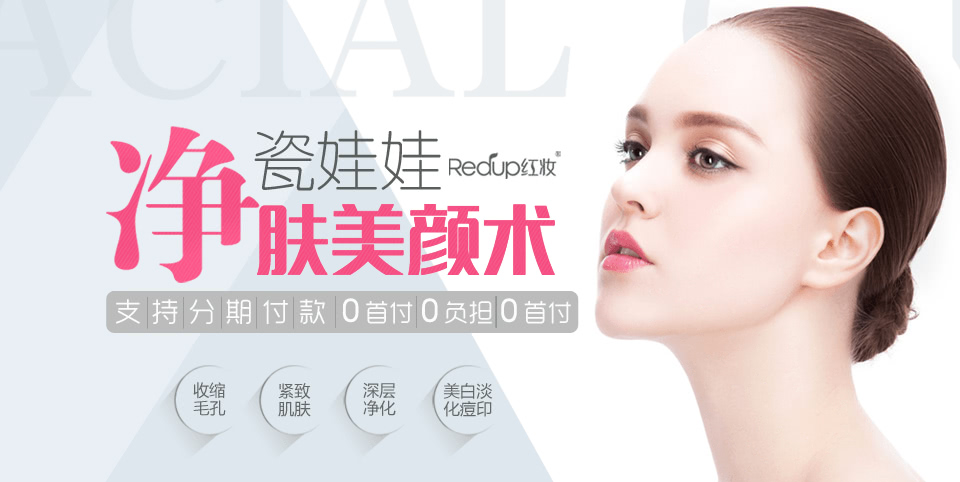 ACIAL C
瓷娃娃 Redup红妆®
净肤美颜术
支持分期付款 0首付 0负担 0首付
收缩
毛孔
紧致
肌肤
深层
净化
美白淡
化痘印